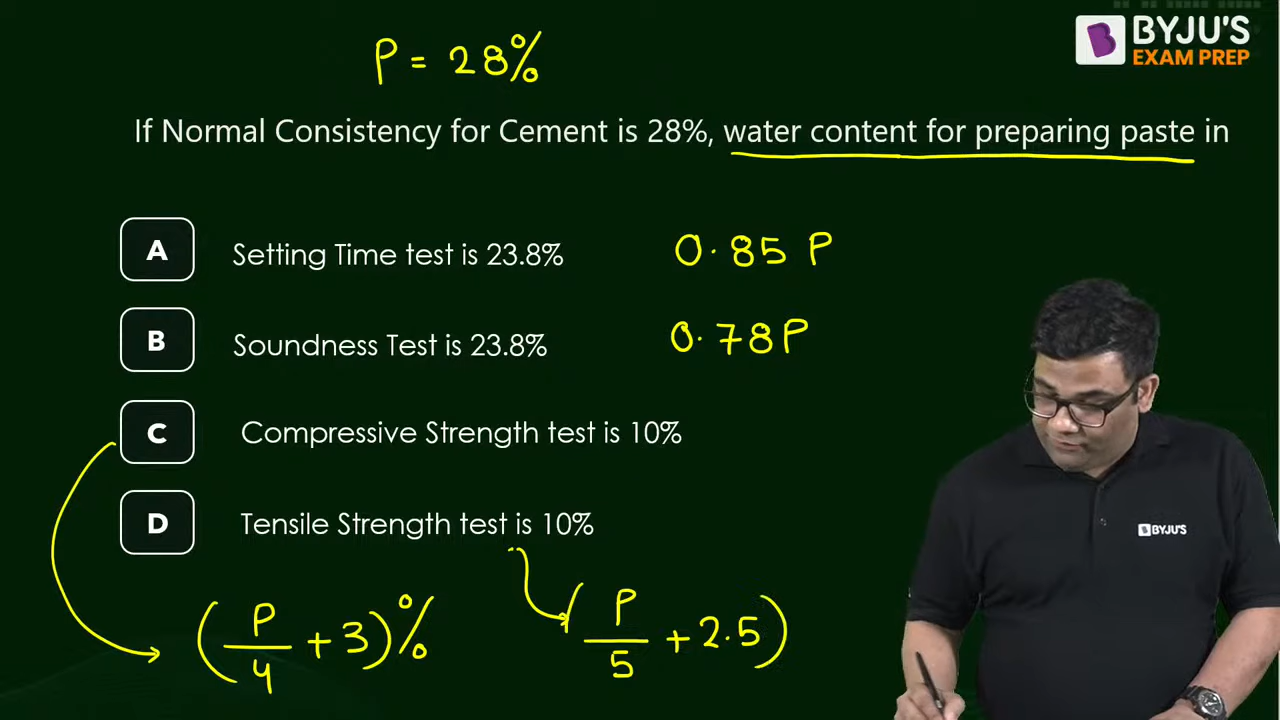 BYJU'S
EXAM PREP
P = 28%
If Normal Consistency for Cement is 28%, water content for preparing paste in
A Setting Time test is 23.8% 0.85 P
B Soundness Test is 23.8% 0.78P
C Compressive Strength test is 10%
D Tensile Strength test is 10%
(P/4 + 3)% (P/5 + 2.5)
BYJU'S